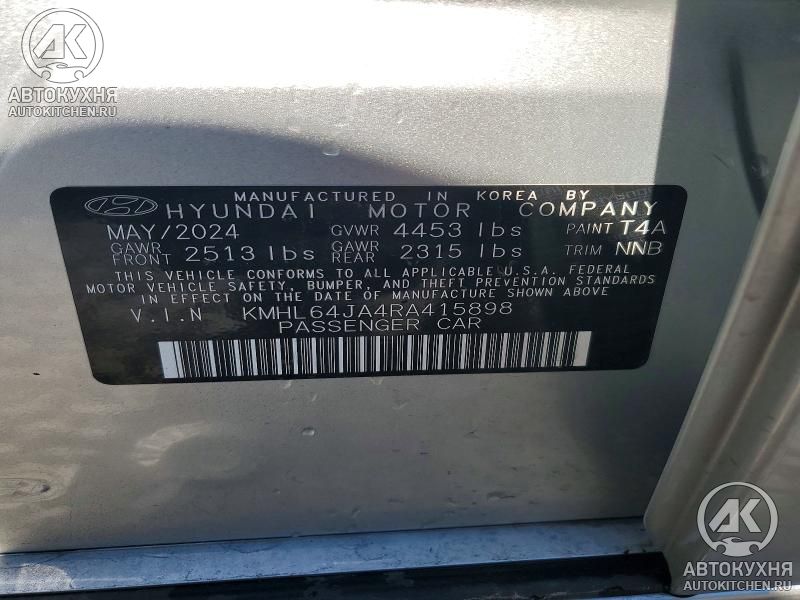 АК
АВТОКУХНЯ
AUTOKITCHEN.RU
MANUFACTURED IN KOREA BY
HYUNDAI MOTOR COMPANY
MAY/2024 GVWR 4453 lbs PAINT T4A
GAWR FRONT 2513 lbs GAWR REAR 2315 lbs TRIM NNB
THIS VEHICLE CONFORMS TO ALL APPLICABLE U.S.A. FEDERAL
MOTOR VEHICLE SAFETY, BUMPER, AND THEFT PREVENTION STANDA
IN EFFECT ON THE DATE OF MANUFACTURE SHOWN ABOVE
V.I.N KMHL64JA4RA415898
PASSENGER CAR
АК
АВТОКУХНЯ
AUTOKITCHEN.RU